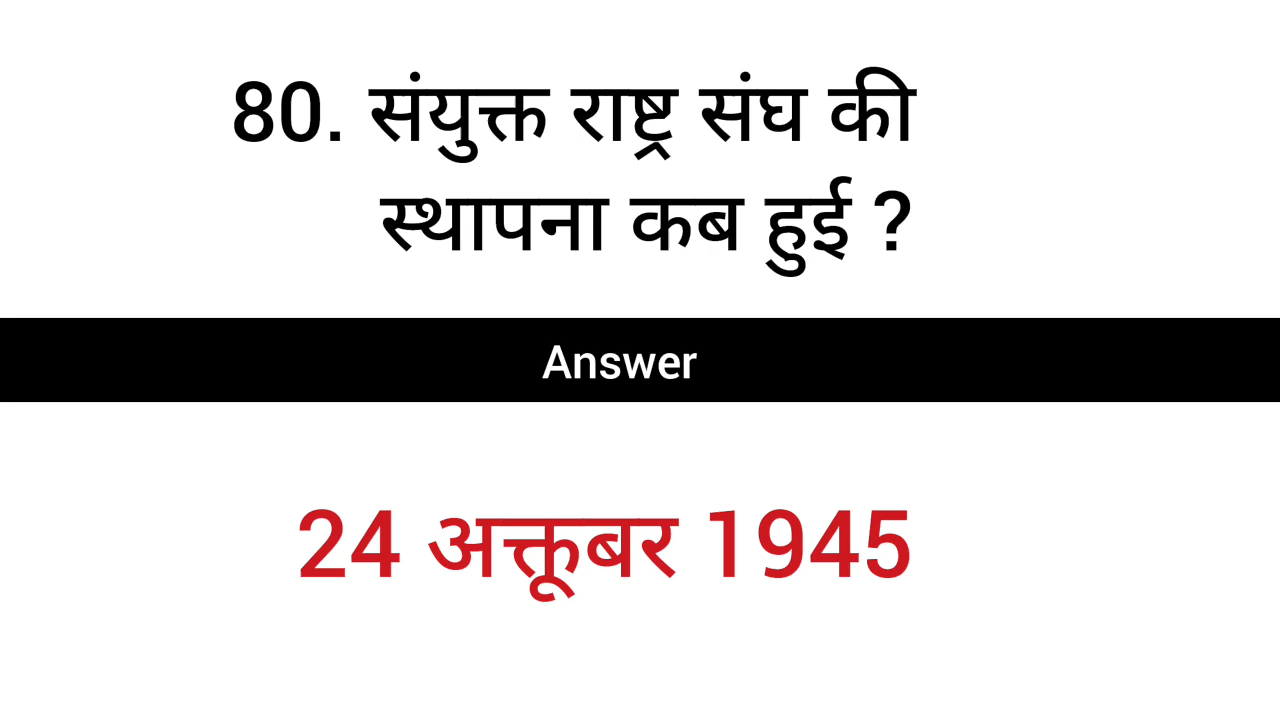 80. संयुक्त राष्ट्र संघ की
स्थापना कब हुई ?
Answer
24 अक्तूबर 1945